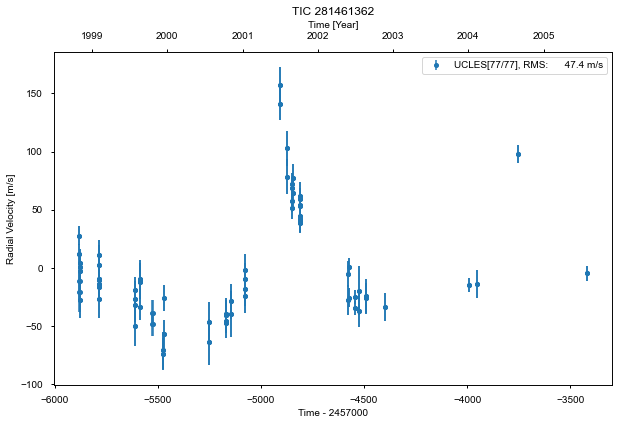 TIC 281461362
Time [Year]
1999 2000 2001 2002 2003 2004 2005
UCLES[77/77], RMS: 47.4 m/s
Radial Velocity [m/s]
150
100
50
0
−50
−100
−6000 −5500 −5000 −4500 −4000 −3500
Time - 2457000